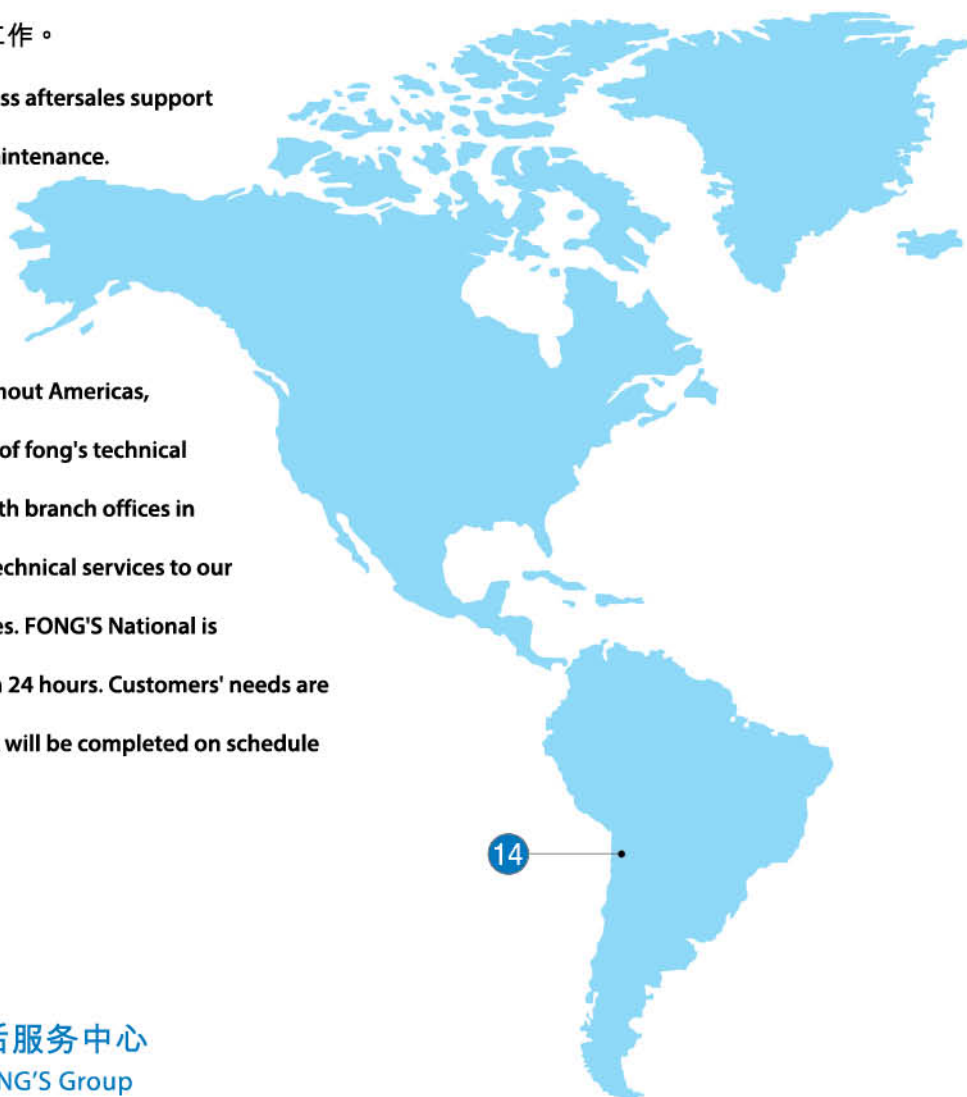 工作。
ss aftersales support
intenance.
hout Americas,
of fong's technical
th branch offices in
echnical services to our
es. FONG'S National is
n 24 hours. Customers' needs are
will be completed on schedule
14
后服务中心
NG'S Group